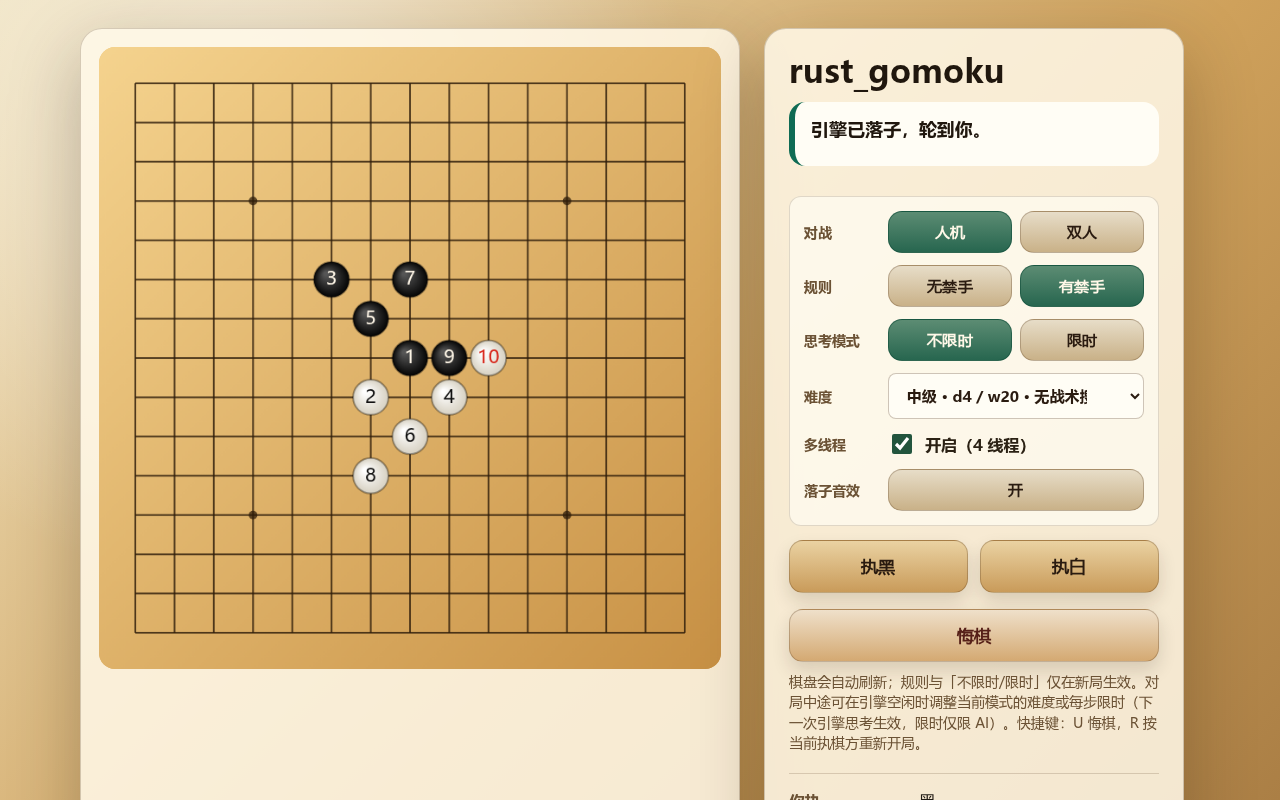 rust_gomoku
引擎已落子，轮到你。
对战 人机 双人
规则 无禁手 有禁手
思考模式 不限时 限时
难度 中级・d4 / w20・无战术
多线程 开启（4 线程）
落子音效 开
执黑 执白
悔棋
棋盘会自动刷新；规则与「不限时/限时」仅在新局生效。对
局中途可在引擎空闲时调整当前模式的难度或每步限时（下
一次引擎思考生效，限时仅限 AI）。快捷键：U 悔棋，R 按
当前执棋方重新开局。
3 7
5
1 9 10
2 4
6
8